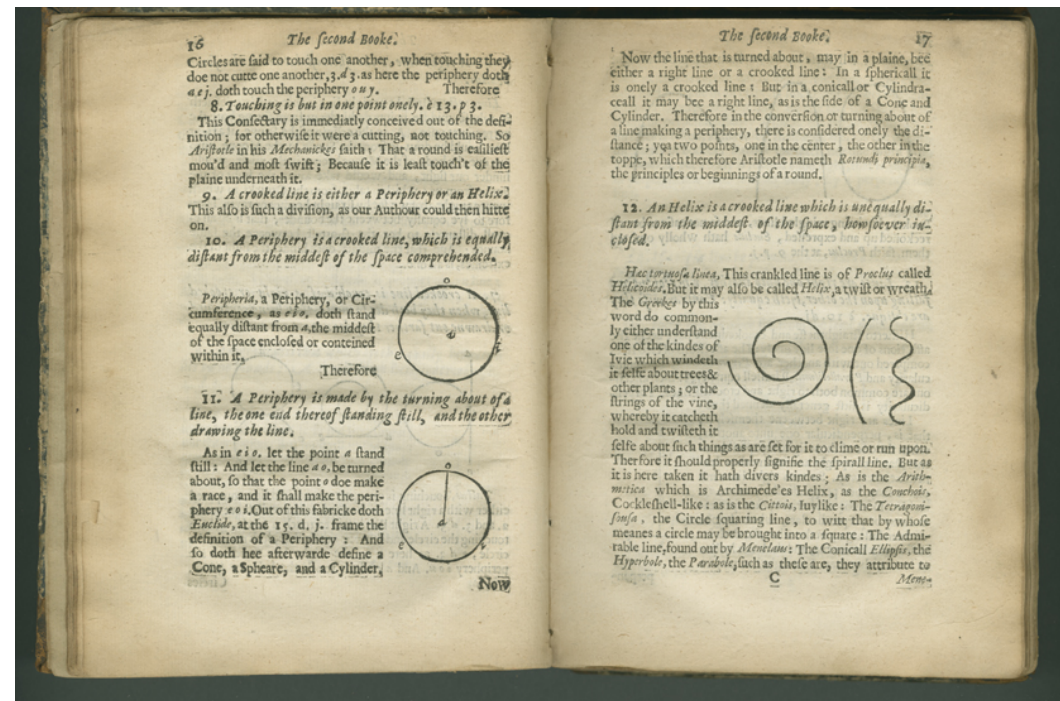 16 The ſecond Booke.
Circles are ſaid to touch one another, when touching they
doe not cutte one another, 3.d 3. as here the periphery doth
a e j. doth touch the periphery o u y. Therefore
8. Touching is but in one point onely. è 13. p 3.
This Conſectary is immediatly conceived out of the defi-
nition; for otherwiſe it were a cutting, not touching. So
Ariſtotle in his Mechanickes ſaith: That a round is eaſilieſt
mou'd and moſt ſwift; Becauſe it is leaſt touch't of the
plaine underneath it.
9. A crooked line is either a Periphery or an Helix.
This alſo is ſuch a diviſion, as our Authour could then hitte
on.
10. A Periphery is a crooked line, which is equally
diſtant from the middeſt of the ſpace comprehended.
Peripheria, a Periphery, or Cir-
cumference, as e i o. doth ſtand
equally diſtant from a, the middeſt
of the ſpace encloſed or conteined
within it.
Therefore
o
a
e
i
11. A Periphery is made by the turning about of a
line, the one end thereof ſtanding ſtill, and the other
drawing the line.
As in e i o. let the point a ſtand
ſtill: And let the line a o, be turned
about, ſo that the point o doe make
a race, and it ſhall make the peri-
phery e o i. Out of this fabricke doth
Euclide, at the 15. d. j. frame the
definition of a Periphery: And
ſo doth hee afterwarde define a
Cone, a Spheare, and a Cylinder.
o
a
e
i
Now
The ſecond Booke. 17
Now the line that is turned about, may in a plaine, bee
either a right line or a crooked line: In a ſphericall it
is onely a crooked line: But in a conicall or Cylindra-
ceall it may bee a right line, as is the ſide of a Cone and
Cylinder. Therefore in the converſion or turning about of
a line making a periphery, there is conſidered onely the di-
ſtance; yea two points, one in the center, the other in the
toppe, which therefore Ariſtotle nameth Rotundi principia,
the principles or beginnings of a round.
12. An Helix is a crooked line which is unequally di-
ſtant from the middeſt of the ſpace, howſoever in-
cloſed.
Hæc tortuoſa linea, This crankled line is of Proclus called
Helicoides. But it may alſo be called Helix, a twiſt or wreath.
The Greekes by this
word do common-
ly either underſtand
one of the kindes of
Ivie which windeth
it ſelfe about trees &
other plants; or the
ſtrings of the vine,
whereby it catcheth
hold and twiſteth it
ſelfe about ſuch things as are ſet for it to clime or run upon.
Therfore it ſhould properly ſignifie the ſpirall line. But as
it is here taken it hath divers kindes; As is the Arith-
metica which is Archimede'es Helix, as the Conchois,
Cockleſhell-like: as is the Cittois, Iuylike: The Tetragoni-
ſouſa, the Circle ſquaring line, to witt that by whoſe
meanes a circle may be brought into a ſquare: The Admi-
rable line, found out by Menelaus: The Conicall Ellipſis, the
Hyperbole, the Parabole, ſuch as theſe are, they attribute to
C Mene-